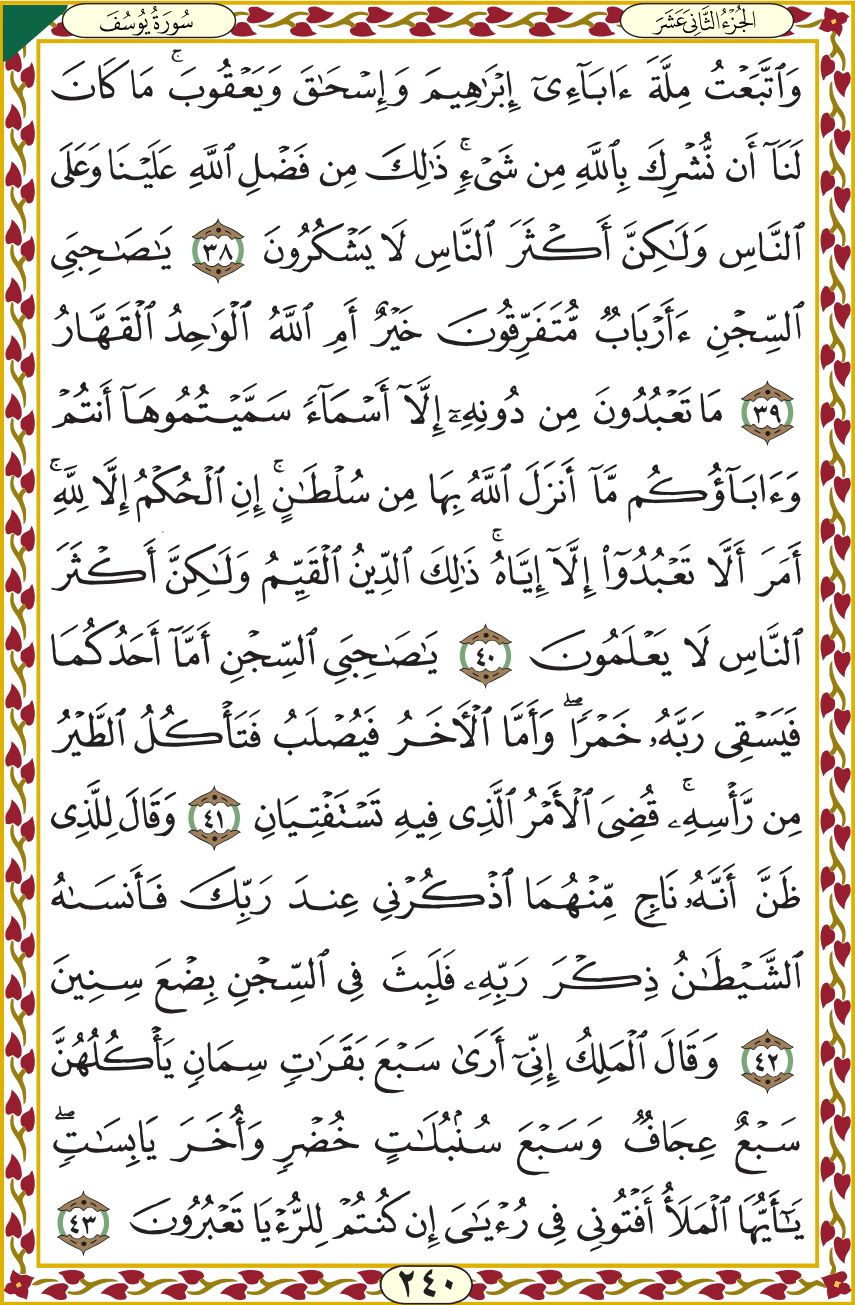 الجُزْءُ الثَّانِيَ عَشَرَ
سُورَةُ يُوسُفَ
وَٱتَّبَعْتُ مِلَّةَ ءَابَآءِىٓ إِبْرَٰهِيمَ وَإِسْحَٰقَ وَيَعْقُوبَۚ مَا كَانَ
لَنَآ أَن نُّشْرِكَ بِٱللَّهِ مِن شَىْءٍۚ ذَٰلِكَ مِن فَضْلِ ٱللَّهِ عَلَيْنَا وَعَلَى
ٱلنَّاسِ وَلَٰكِنَّ أَكْثَرَ ٱلنَّاسِ لَا يَشْكُرُونَ ٣٨ يَٰصَٰحِبَىِ
ٱلسِّجْنِ ءَأَرْبَابٌ مُّتَفَرِّقُونَ خَيْرٌ أَمِ ٱللَّهُ ٱلْوَٰحِدُ ٱلْقَهَّارُ
٣٩ مَا تَعْبُدُونَ مِن دُونِهِۦٓ إِلَّآ أَسْمَآءً سَمَّيْتُمُوهَآ أَنتُمْ
وَءَابَآؤُكُم مَّآ أَنزَلَ ٱللَّهُ بِهَا مِن سُلْطَٰنٍۚ إِنِ ٱلْحُكْمُ إِلَّا لِلَّهِۚ
أَمَرَ أَلَّا تَعْبُدُوٓا۟ إِلَّآ إِيَّاهُۚ ذَٰلِكَ ٱلدِّينُ ٱلْقَيِّمُ وَلَٰكِنَّ أَكْثَرَ
ٱلنَّاسِ لَا يَعْلَمُونَ ٤٠ يَٰصَٰحِبَىِ ٱلسِّجْنِ أَمَّآ أَحَدُكُمَا
فَيَسْقِى رَبَّهُۥ خَمْرًاۖ وَأَمَّا ٱلْءَاخَرُ فَيُصْلَبُ فَتَأْكُلُ ٱلطَّيْرُ
مِن رَّأْسِهِۦۚ قُضِىَ ٱلْأَمْرُ ٱلَّذِى فِيهِ تَسْتَفْتِيَانِ ٤١ وَقَالَ لِلَّذِى
ظَنَّ أَنَّهُۥ نَاجٍ مِّنْهُمَا ٱذْكُرْنِى عِندَ رَبِّكَ فَأَنسَىٰهُ
ٱلشَّيْطَٰنُ ذِكْرَ رَبِّهِۦ فَلَبِثَ فِى ٱلسِّجْنِ بِضْعَ سِنِينَ
٤٢ وَقَالَ ٱلْمَلِكُ إِنِّىٓ أَرَىٰ سَبْعَ بَقَرَٰتٍ سِمَانٍ يَأْكُلُهُنَّ
سَبْعٌ عِجَافٌ وَسَبْعَ سُنۢبُلَٰتٍ خُضْرٍ وَأُخَرَ يَابِسَٰتٍۖ
يَٰٓأَيُّهَا ٱلْمَلَأُ أَفْتُونِى فِى رُءْيَٰىَ إِن كُنتُمْ لِلرُّءْيَا تَعْبُرُونَ ٤٣
٢٤٠